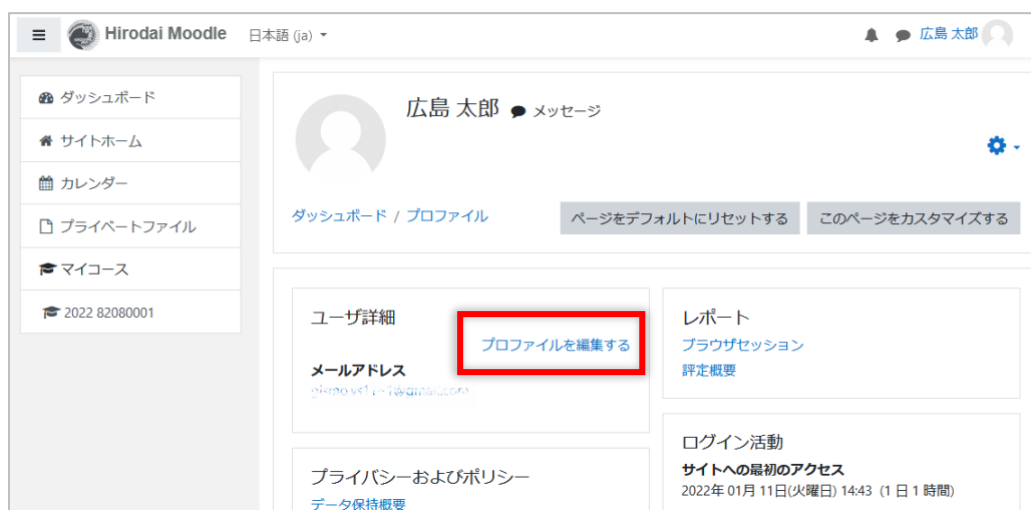 Hirodai Moodle 日本語 (ja)
広島 太郎
ダッシュボード
サイトホーム
カレンダー
プライベートファイル
マイコース
2022 82080001
広島 太郎 メッセージ
ダッシュボード / プロファイル
ページをデフォルトにリセットする
このページをカスタマイズする
ユーザ詳細
プロファイルを編集する
メールアドレス
プライバシーおよびポリシー
データ保持概要
レポート
ブラウザセッション
評定概要
ログイン活動
サイトへの最初のアクセス
2022年 01月 11日(火曜日) 14:43 (1 日 1 時間)